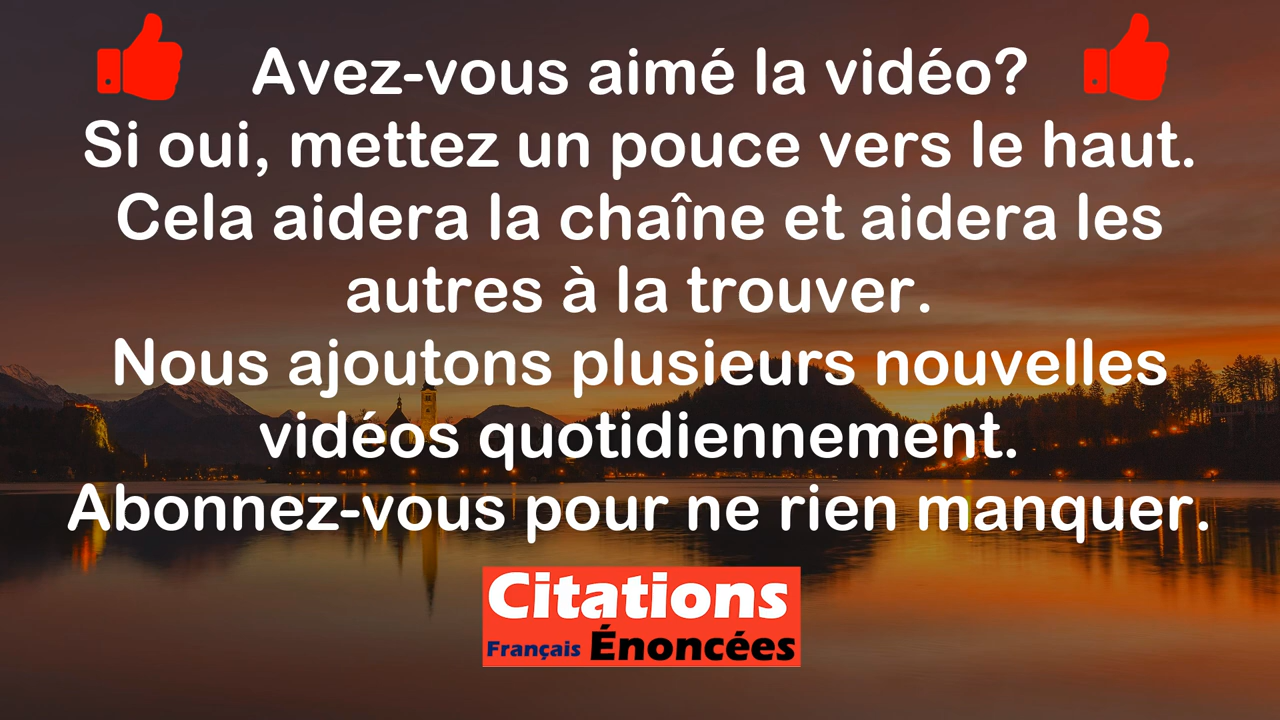 Avez-vous aimé la vidéo?
Si oui, mettez un pouce vers le haut.
Cela aidera la chaîne et aidera les
autres à la trouver.
Nous ajoutons plusieurs nouvelles
vidéos quotidiennement.
Abonnez-vous pour ne rien manquer.
Citations
Français Énoncées